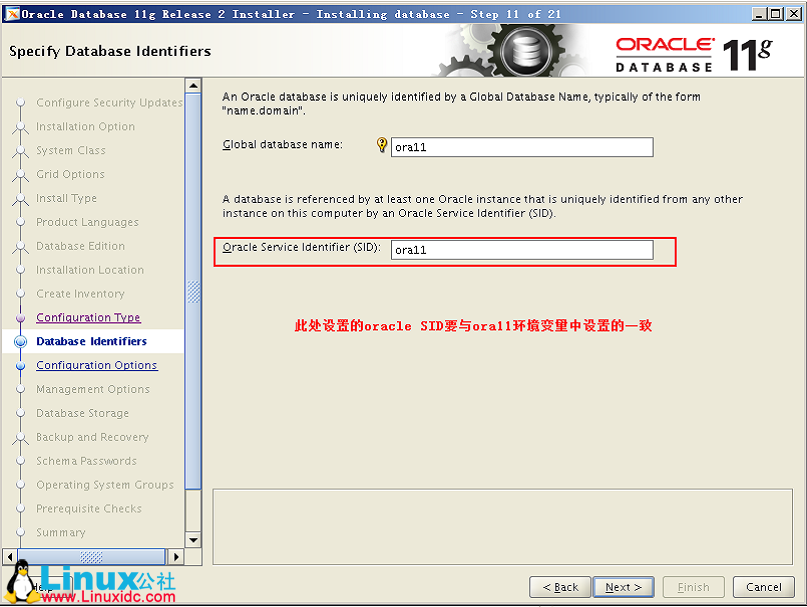 Oracle Database 11g Release 2 Installer - Installing database - Step 11 of 21
Specify Database Identifiers
ORACLE
DATABASE
11g
Configure Security Updates
Installation Option
System Class
Grid Options
Install Type
Product Languages
Database Edition
Installation Location
Create Inventory
Configuration Type
Database Identifiers
Configuration Options
Management Options
Database Storage
Backup and Recovery
Schema Passwords
Operating System Groups
Prerequisite Checks
Summary
An Oracle database is uniquely identified by a Global Database Name, typically of the form
"name.domain".
Global database name: ora11
A database is referenced by at least one Oracle instance that is uniquely identified from any other
instance on this computer by an Oracle Service Identifier (SID).
Oracle Service Identifier (SID): ora11
此处设置的oracle SID要与ora11环境变量中设置的一致
Help
Linux公社
www.Linuxidc.com
< Back Next > Finish Cancel